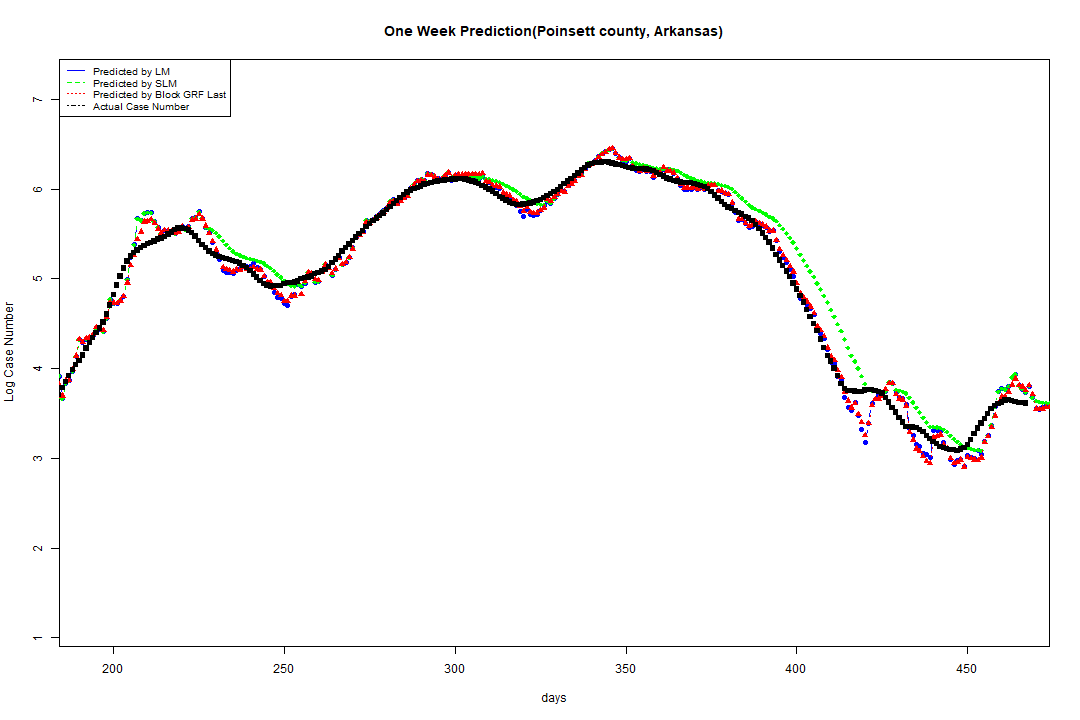 One Week Prediction(Poinsett county, Arkansas)
Predicted by LM
Predicted by SLM
Predicted by Block GRF Last
Actual Case Number
7
6
5
4
3
2
1
Log Case Number
200 250 300 350 400 450
days